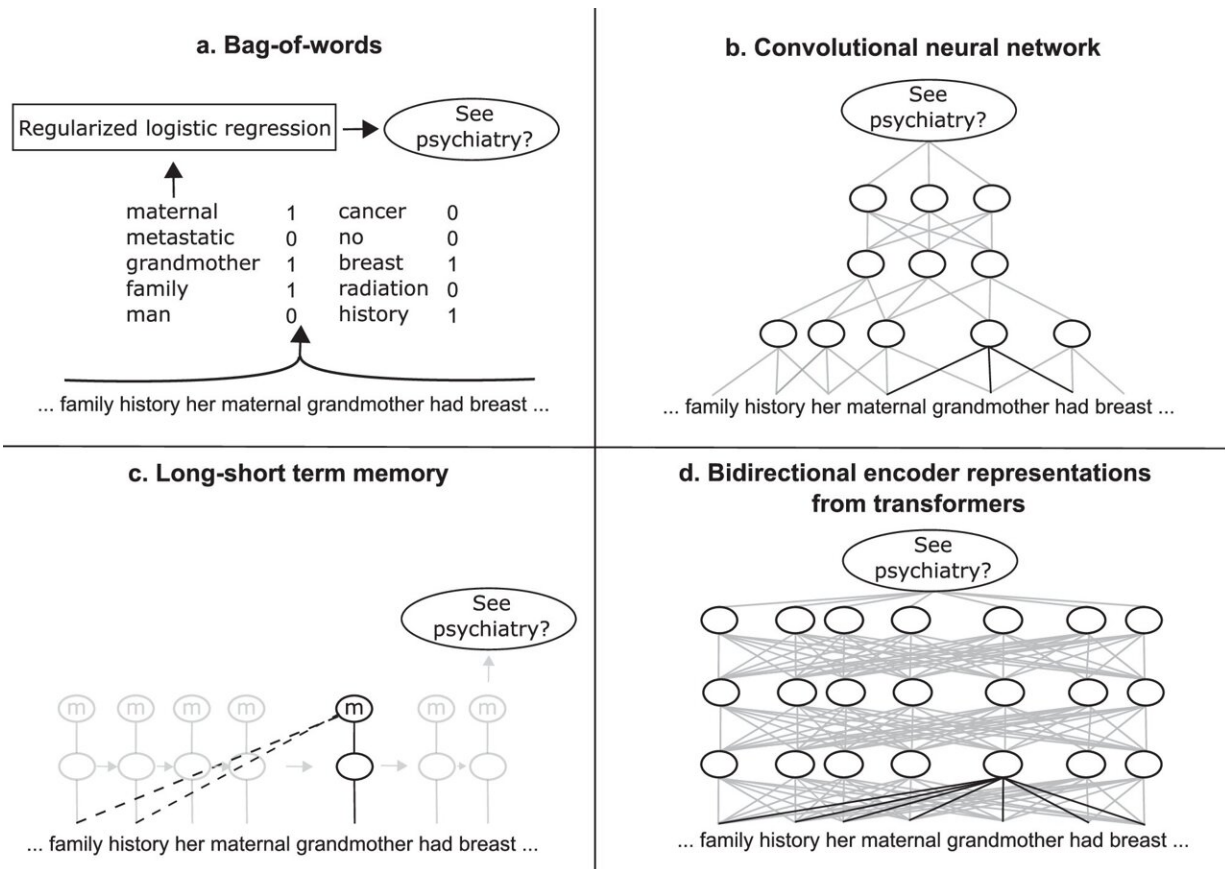 a. Bag-of-words
Regularized logistic regression
See
psychiatry?
maternal 1 cancer 0
metastatic 0 no 0
grandmother 1 breast 1
family 1 radiation 0
man 0 history 1
... family history her maternal grandmother had breast ...
b. Convolutional neural network
See
psychiatry?
... family history her maternal grandmother had breast ...
c. Long-short term memory
See
psychiatry?
m m m m m m m
... family history her maternal grandmother had breast ...
d. Bidirectional encoder representations
from transformers
See
psychiatry?
... family history her maternal grandmother had breast ...